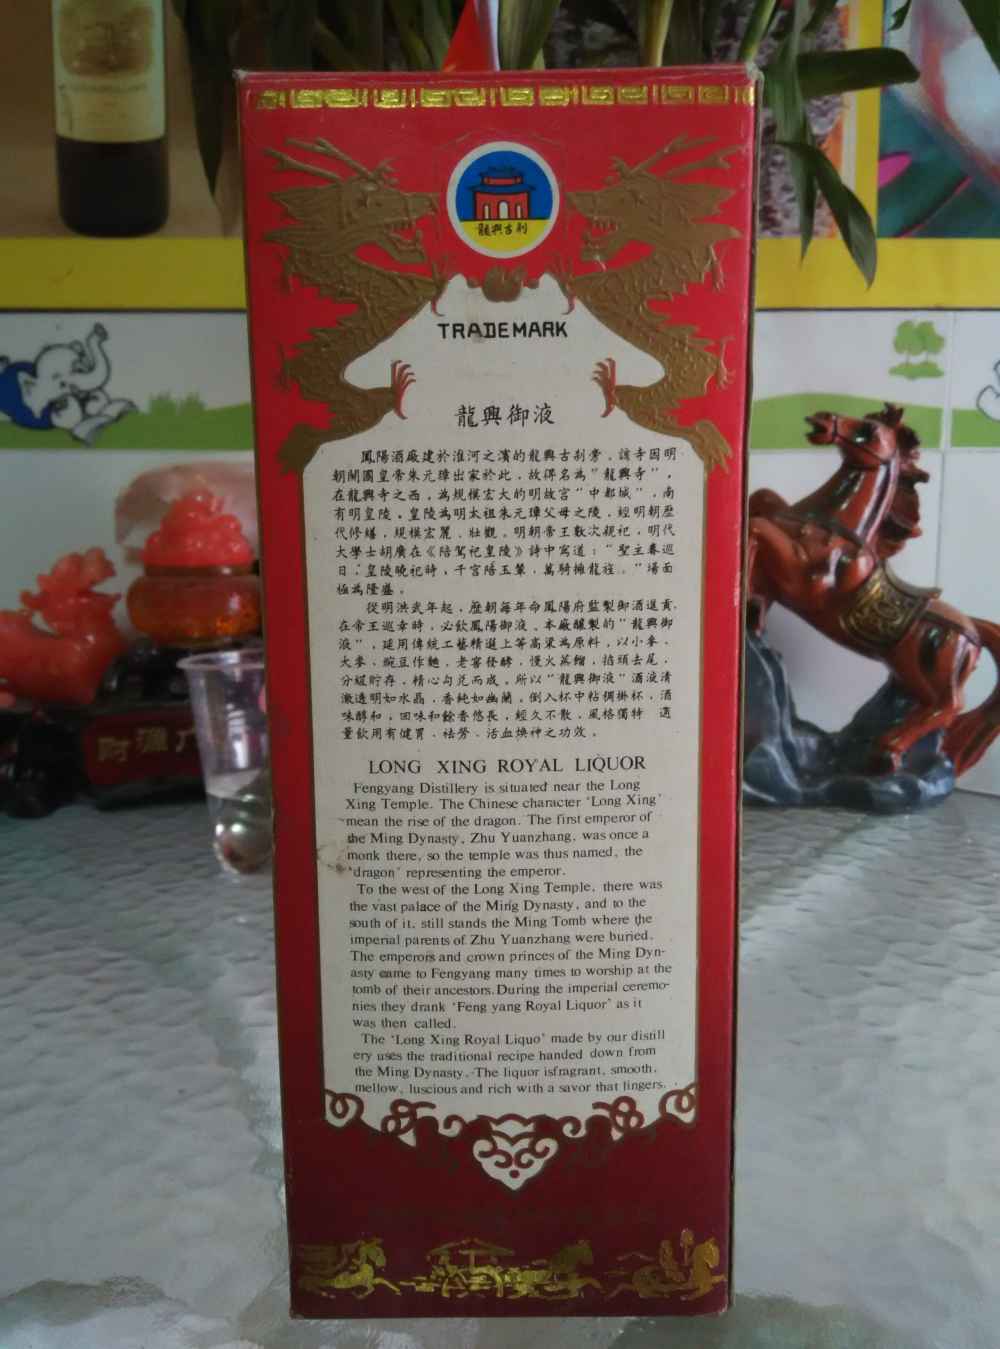 龍興古刹
TRADEMARK
龍興御液
鳳陽酒廠建於淮河之濱的龍興古刹旁。該寺因明
朝開國皇帝朱元璋出家於此，故得名為“龍興寺”。
在龍興寺之西，為規模宏大的明故宮“中都城”，南
有明皇陵。皇陵為明太祖朱元璋父母之陵，經明朝歷
代修繕，規模宏麗、壯觀。明朝帝王數次親祀，明代
大學士胡廣在《陪駕祀皇陵》詩中寫道：“聖主春巡
日，皇陵曉祀時，千宮陪玉輦，萬騎擁龍旌。”場面
極為隆盛。
從明洪武年起，歷朝每年命鳳陽府監製御酒進貢，
在帝王巡幸時，必飲鳳陽御液。本廠釀製的“龍興御
液”，延用傳統工藝精選上等高粱為原料，以小麥、
大麥、豌豆作麯，老窖發酵，慢火蒸餾，掐頭去尾，
分級貯存，精心勾兌而成。所以“龍興御液”酒液清
澈透明如水晶，香純如幽蘭，倒入杯中粘稠掛杯，酒
味醇和，回味和餘香悠長，經久不散，風格獨特 適
量飲用有健胃、祛勞、活血煥神之功效。
LONG XING ROYAL LIQUOR
Fengyang Distillery is situated near the Long
Xing Temple. The Chinese character ‘Long Xing’
mean the rise of the dragon. The first emperor of
the Ming Dynasty, Zhu Yuanzhang, was once a
monk there, so the temple was thus named, the
‘dragon’ representing the emperor.
To the west of the Long Xing Temple, there was
the vast palace of the Ming Dynasty, and to the
south of it, still stands the Ming Tomb where the
imperial parents of Zhu Yuanzhang were buried.
The emperors and crown princes of the Ming Dyn-
asty came to Fengyang many times to worship at the
tomb of their ancestors. During the imperial ceremo-
nies they drank ‘Feng yang Royal Liquor’ as it
was then called.
The ‘Long Xing Royal Liquo’ made by our distill
ery uses the traditional recipe handed down from
the Ming Dynasty. The liquor isfragrant, smooth,
mellow, luscious and rich with a savor that lingers.